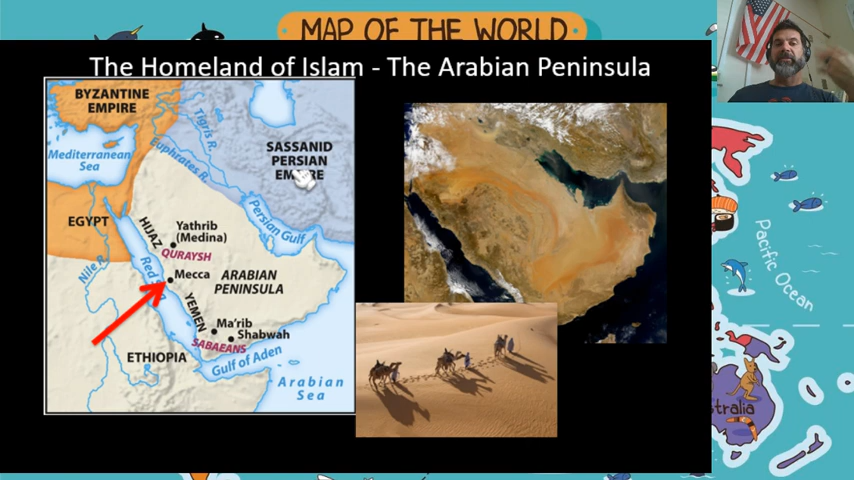 MAP OF THE WORLD
The Homeland of Islam - The Arabian Peninsula
BYZANTINE
EMPIRE
Tigris R.
SASSANID
PERSIAN
Mediterranean
Sea
Euphrates R.
EGYPT
HIJAZ
Yathrib
(Medina)
Persian Gulf
QURAYSH
Nile R.
Red
Mecca
ARABIAN
PENINSULA
YEMEN
Ma'rib
Shabwah
SABAEANS
ETHIOPIA
Gulf of Aden
Arabian
Sea
Pacific Ocean
tralia